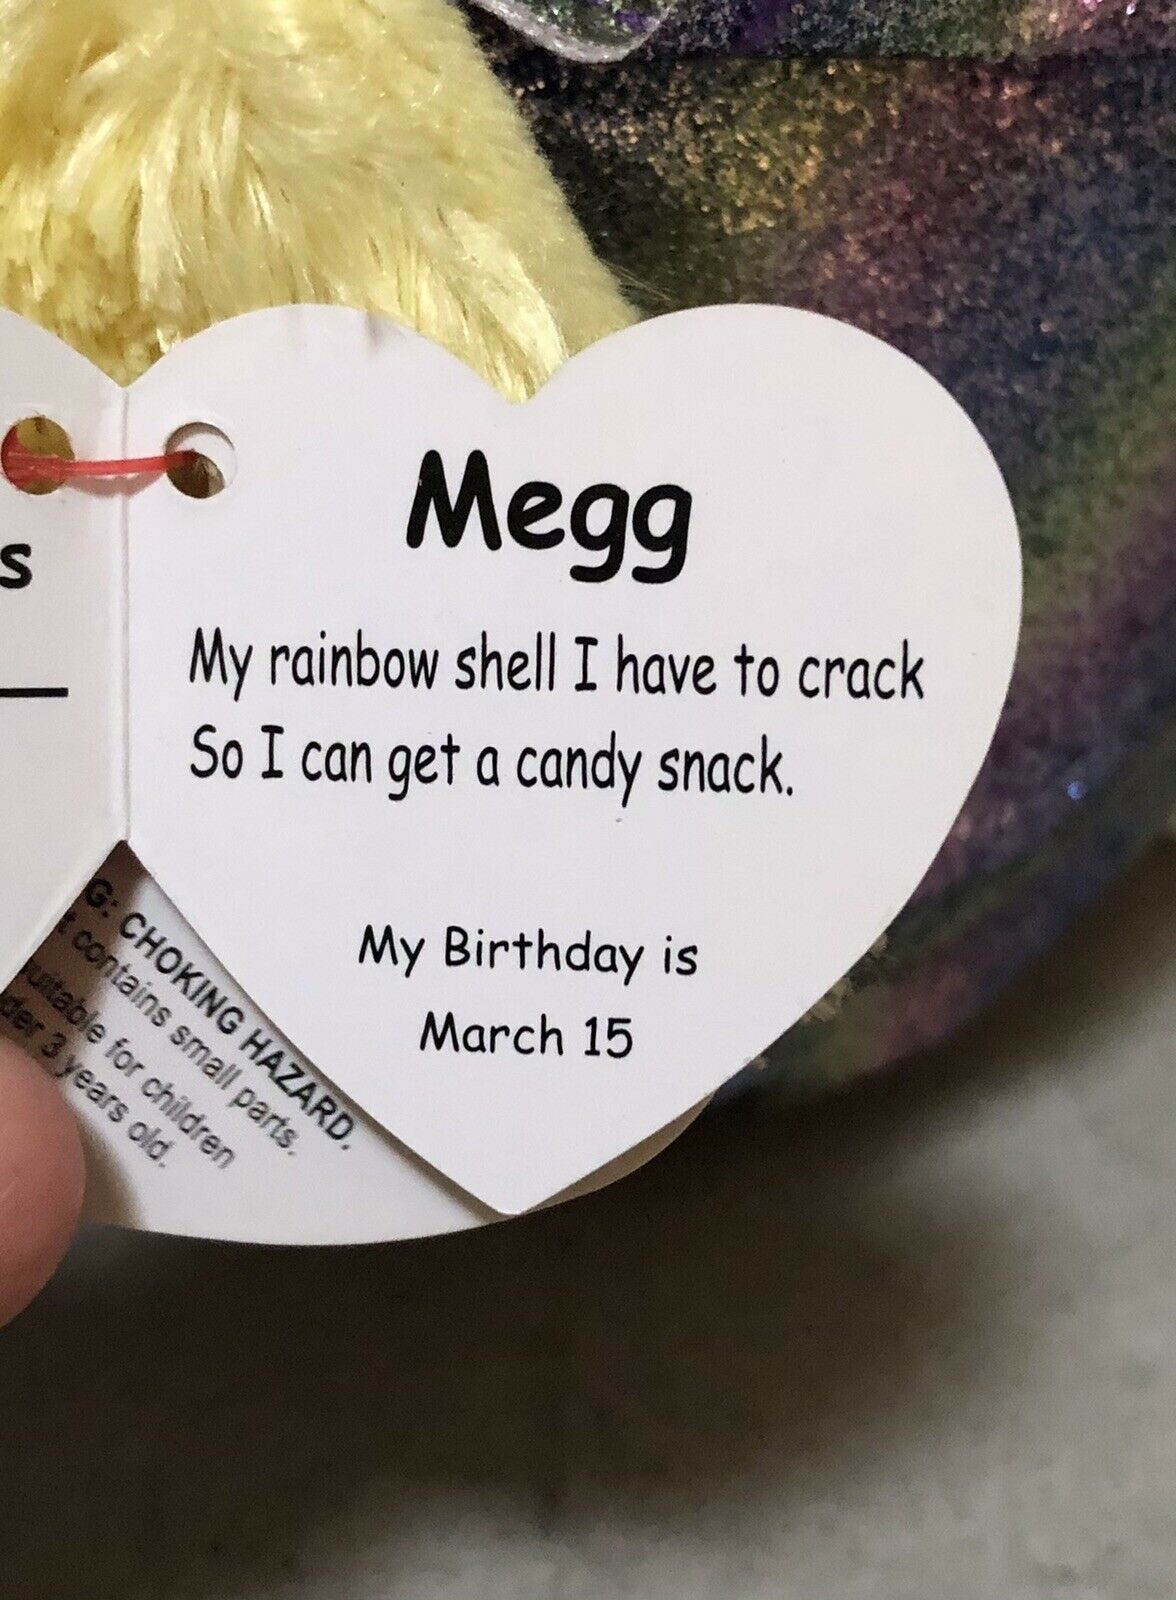 s
Megg
My rainbow shell I have to crack
So I can get a candy snack.
My Birthday is
March 15
G: CHOKING HAZARD.
contains small parts.
for children
3 years old.